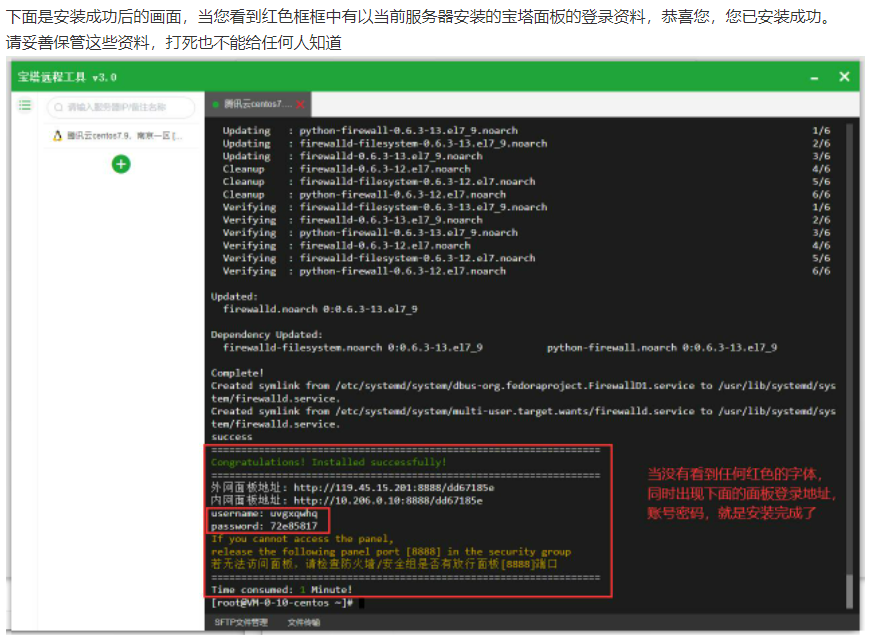 下面是安装成功后的画面，当您看到红色框框中有以当前服务器安装的宝塔面板的登录资料，恭喜您，您已安装成功。
请妥善保管这些资料，打死也不能给任何人知道
宝塔远程工具 v3.0
请输入服务器IP/备注名称
腾讯云centos7....
腾讯云centos7.9，南京一区 [...
Updating : python-firewall-0.6.3-13.el7_9.noarch 1/6
Updating : firewalld-filesystem-0.6.3-13.el7_9.noarch 2/6
Updating : firewalld-0.6.3-13.el7_9.noarch 3/6
Cleanup : firewalld-0.6.3-12.el7.noarch 4/6
Cleanup : firewalld-filesystem-0.6.3-12.el7.noarch 5/6
Cleanup : python-firewall-0.6.3-12.el7.noarch 6/6
Verifying : firewalld-filesystem-0.6.3-13.el7_9.noarch 1/6
Verifying : firewalld-0.6.3-13.el7_9.noarch 2/6
Verifying : python-firewall-0.6.3-13.el7_9.noarch 3/6
Verifying : firewalld-0.6.3-12.el7.noarch 4/6
Verifying : firewalld-filesystem-0.6.3-12.el7.noarch 5/6
Verifying : python-firewall-0.6.3-12.el7.noarch 6/6
Updated:
firewalld.noarch 0:0.6.3-13.el7_9
Dependency Updated:
firewalld-filesystem.noarch 0:0.6.3-13.el7_9 python-firewall.noarch 0:0.6.3-13.el7_9
Complete!
Created symlink from /etc/systemd/system/dbus-org.fedoraproject.FirewallD1.service to /usr/lib/systemd/sys
tem/firewalld.service.
Created symlink from /etc/systemd/system/multi-user.target.wants/firewalld.service to /usr/lib/systemd/sys
tem/firewalld.service.
success
==================================================================
Congratulations! Installed successfully!
==================================================================
外网面板地址: http://119.45.15.201:8888/dd67185e
内网面板地址: http://10.206.0.10:8888/dd67185e
username: uvgxqwhq
password: 72e85817
If you cannot access the panel,
release the following panel port [8888] in the security group
若无法访问面板，请检查防火墙/安全组是否有放行面板[8888]端口
==================================================================
Time consumed: 1 Minute!
[root@VM-0-10-centos ~]#
当没有看到任何红色的字体，
同时出现下面的面板登录地址，
账号密码，就是安装完成了
SFTP文件管理 文件传输